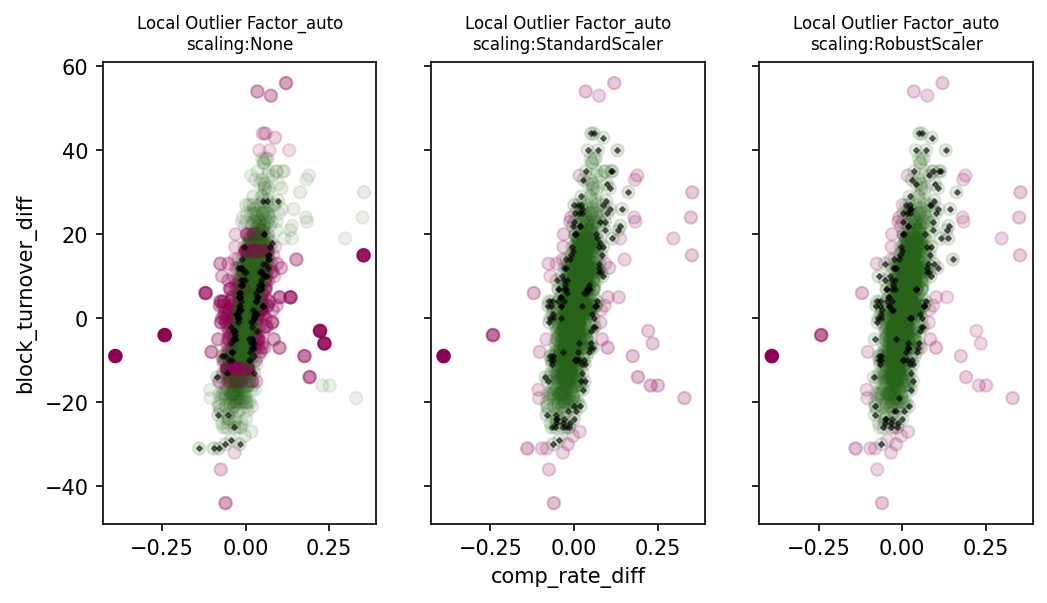 Local Outlier Factor_auto
scaling:None
Local Outlier Factor_auto
scaling:StandardScaler
Local Outlier Factor_auto
scaling:RobustScaler
block_turnover_diff
60
40
20
0
−20
−40
−0.25 0.00 0.25
−0.25 0.00 0.25
−0.25 0.00 0.25
comp_rate_diff